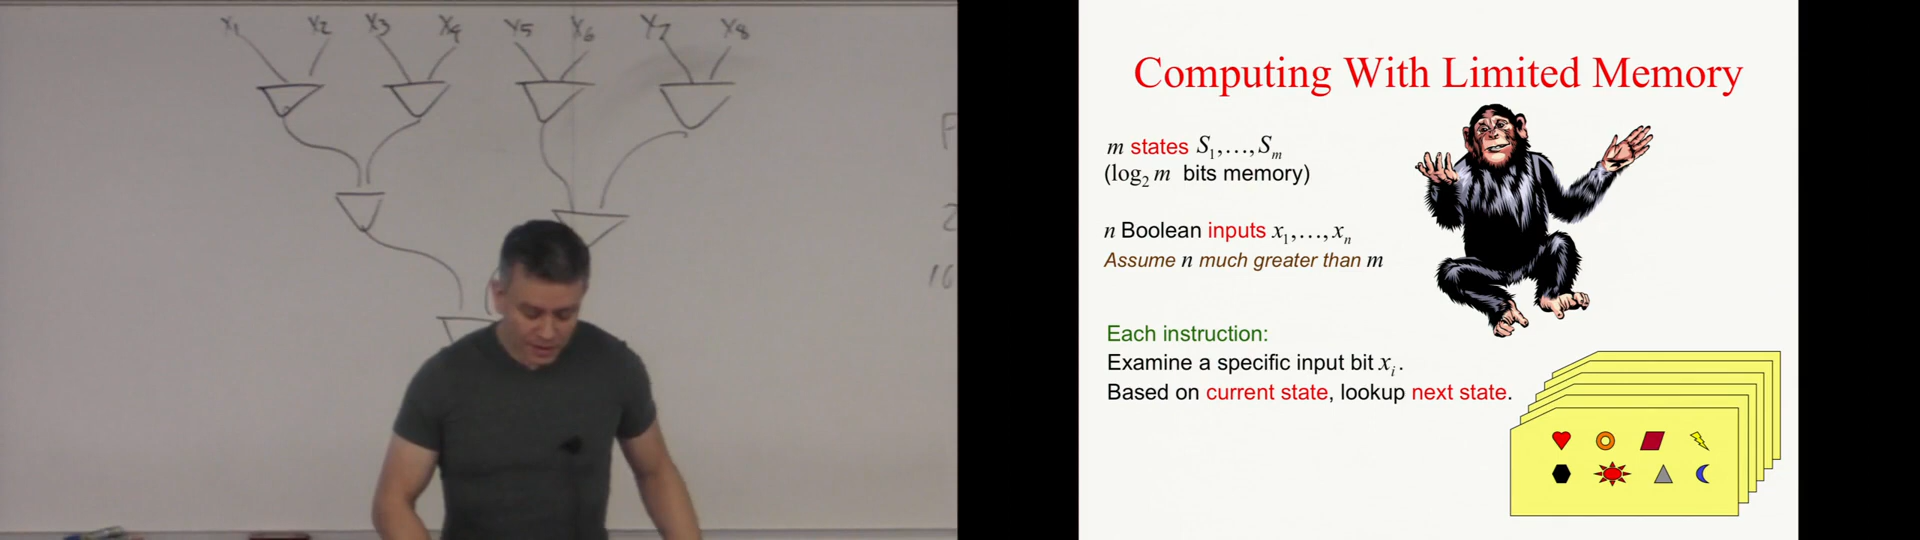 X1 X2 X3 X4 X5 X6 X7 X8
Computing With Limited Memory
m states S1,…,Sm
(log2 m bits memory)
n Boolean inputs x1,…,xn
Assume n much greater than m
Each instruction:
Examine a specific input bit xi.
Based on current state, lookup next state.